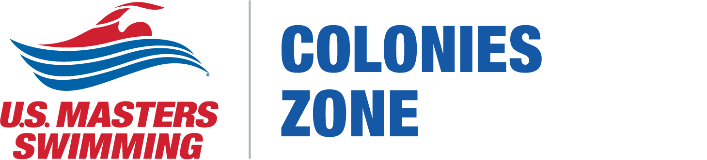 U.S. MASTERS
SWIMMING
COLONIES
ZONE